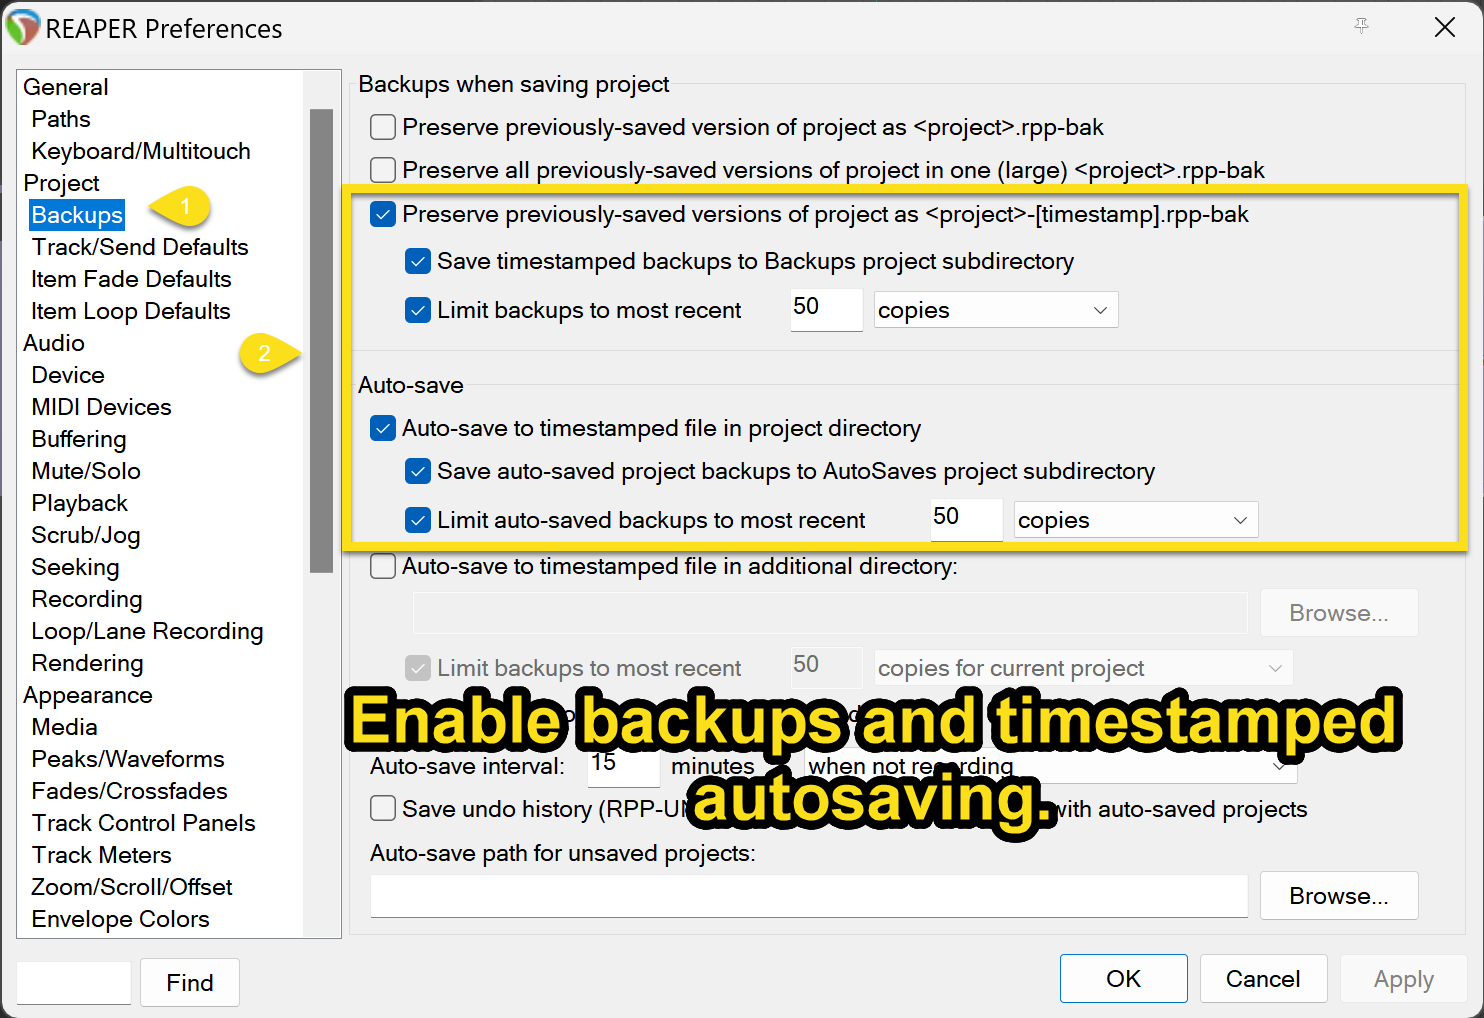 REAPER Preferences
General
Paths
Keyboard/Multitouch
Project
Backups
1
Track/Send Defaults
Item Fade Defaults
Item Loop Defaults
Audio
2
Device
MIDI Devices
Buffering
Mute/Solo
Playback
Scrub/Jog
Seeking
Recording
Loop/Lane Recording
Rendering
Appearance
Media
Peaks/Waveforms
Fades/Crossfades
Track Control Panels
Track Meters
Zoom/Scroll/Offset
Envelope Colors
Find
Backups when saving project
Preserve previously-saved version of project as <project>.rpp-bak
Preserve all previously-saved versions of project in one (large) <project>.rpp-bak
Preserve previously-saved versions of project as <project>-[timestamp].rpp-bak
Save timestamped backups to Backups project subdirectory
Limit backups to most recent 50 copies
Auto-save
Auto-save to timestamped file in project directory
Save auto-saved project backups to AutoSaves project subdirectory
Limit auto-saved backups to most recent 50 copies
Auto-save to timestamped file in additional directory:
Browse...
Limit backups to most recent 50 copies for current project
Enable backups and timestamped
autosaving.
Auto-save interval: 15 minutes when not recording
Save undo history with auto-saved projects
Auto-save path for unsaved projects:
Browse...
OK Cancel Apply